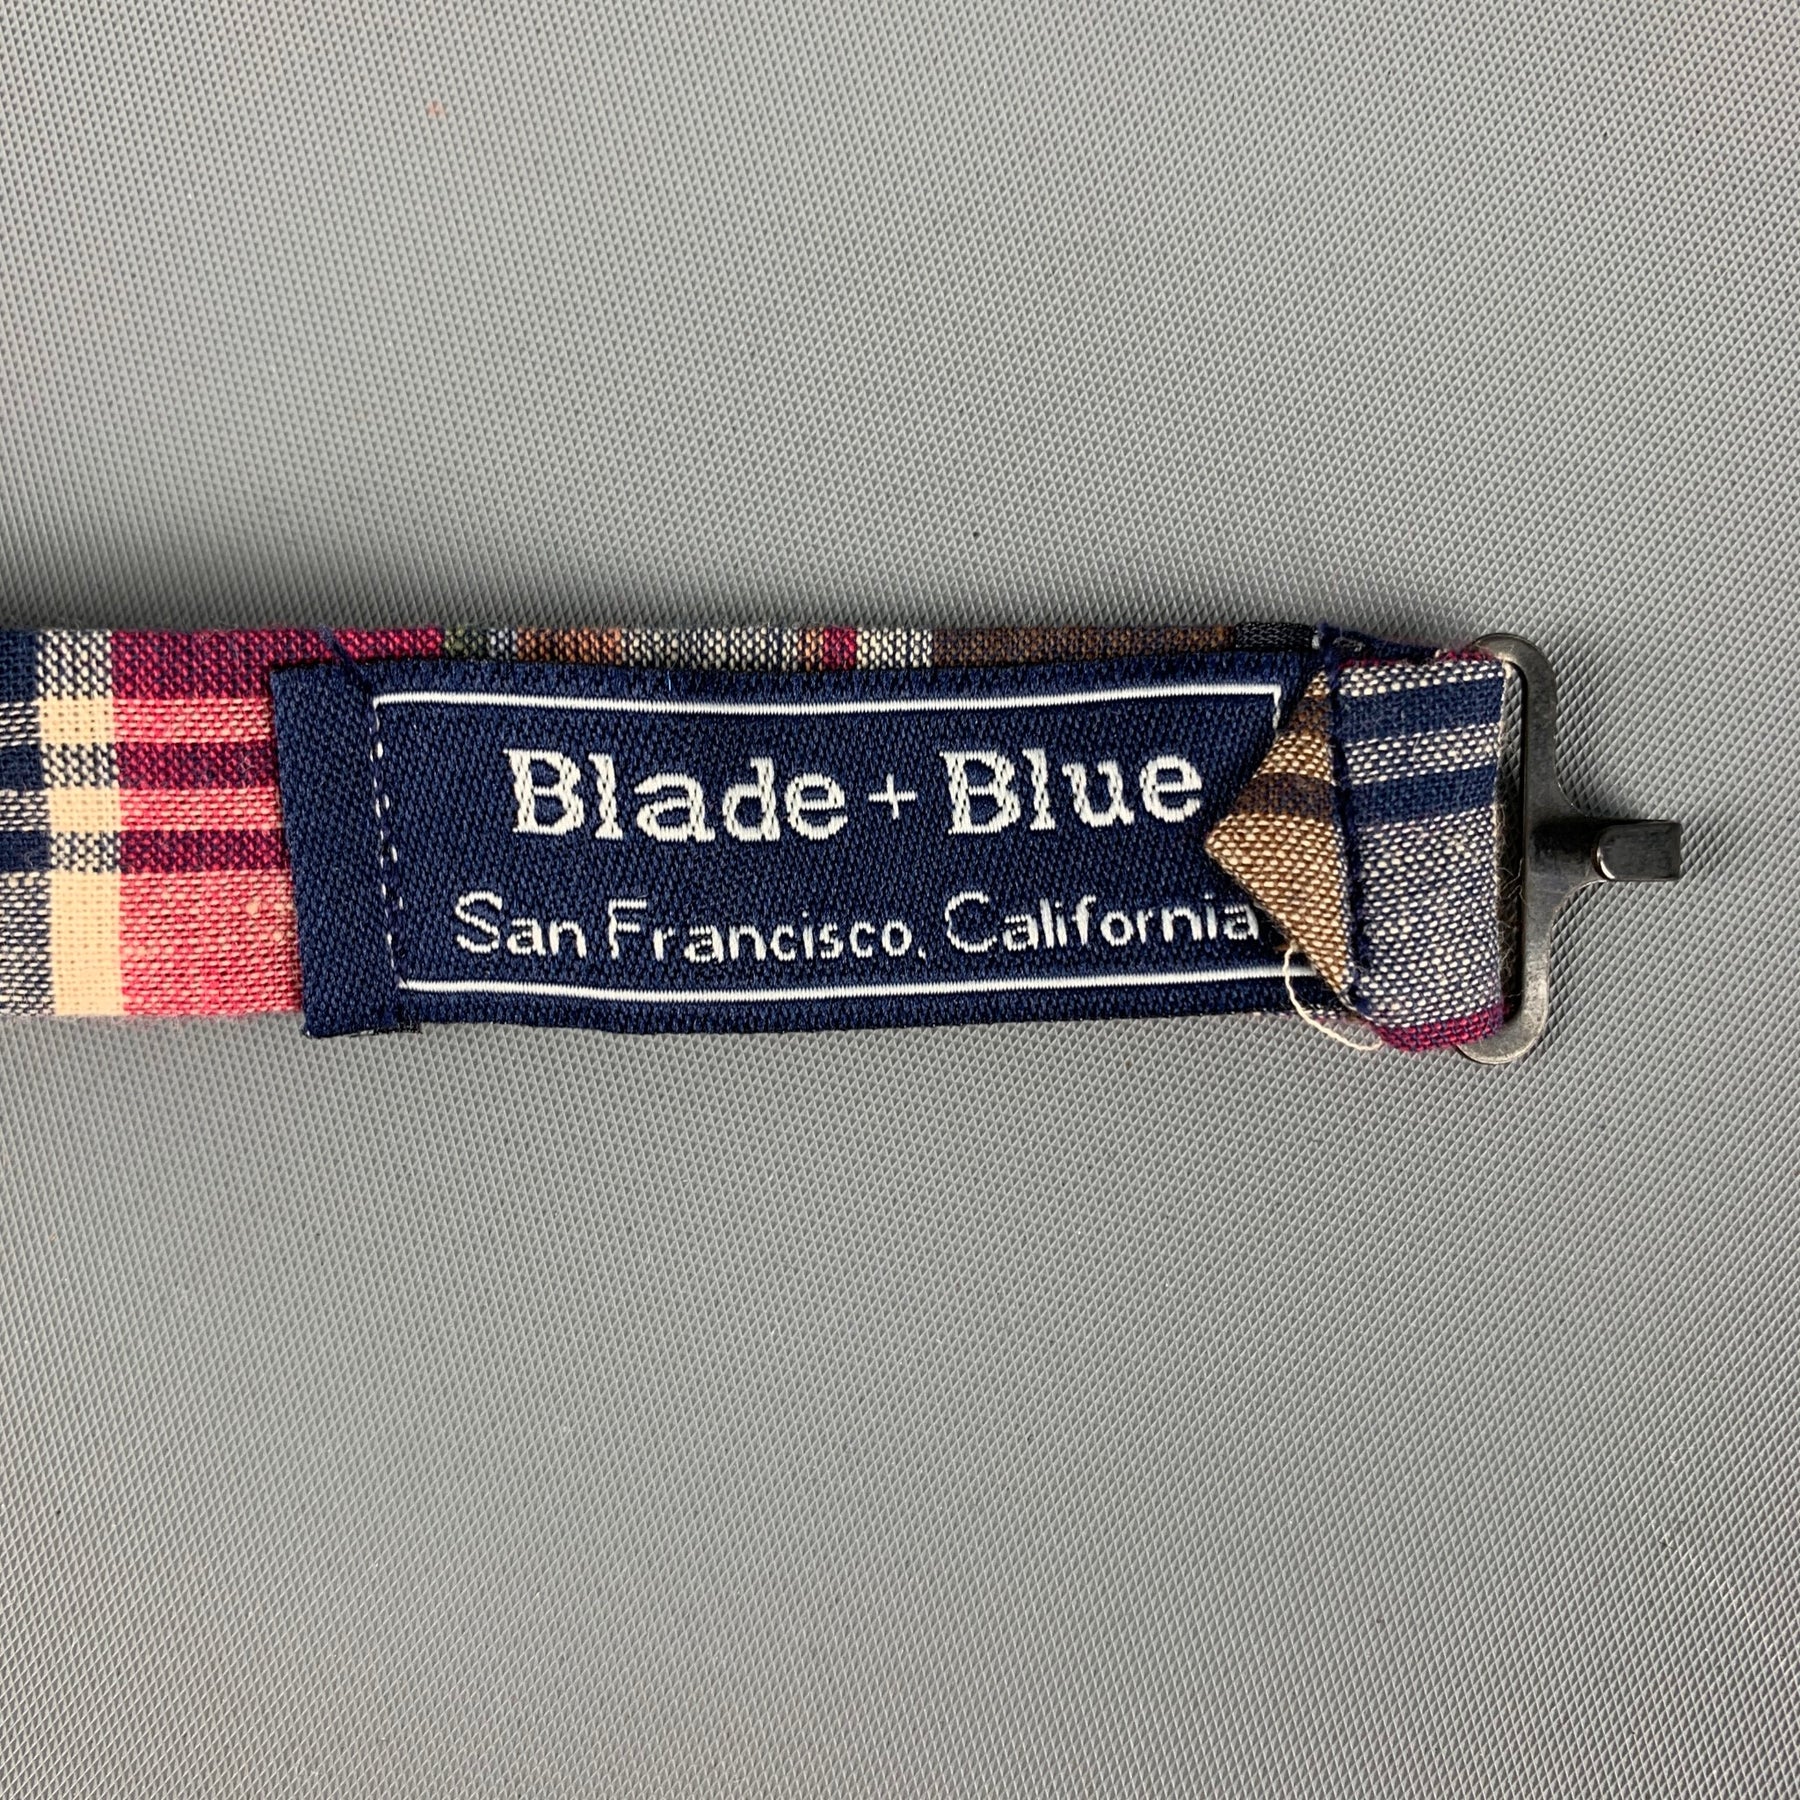 Blade + Blue
San Francisco, California